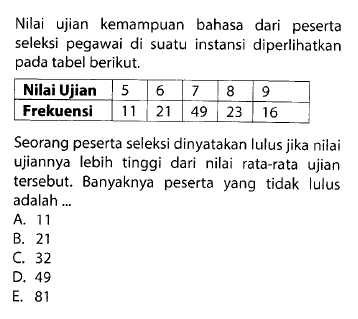 Nilai ujian kemampuan bahasa dari peserta
seleksi pegawai di suatu instansi diperlihatkan
pada tabel berikut.
Nilai Ujian 5 6 7 8 9
Frekuensi 11 21 49 23 16
Seorang peserta seleksi dinyatakan lulus jika nilai
ujiannya lebih tinggi dari nilai rata-rata ujian
tersebut. Banyaknya peserta yang tidak lulus
adalah ...
A. 11
B. 21
C. 32
D. 49
E. 81